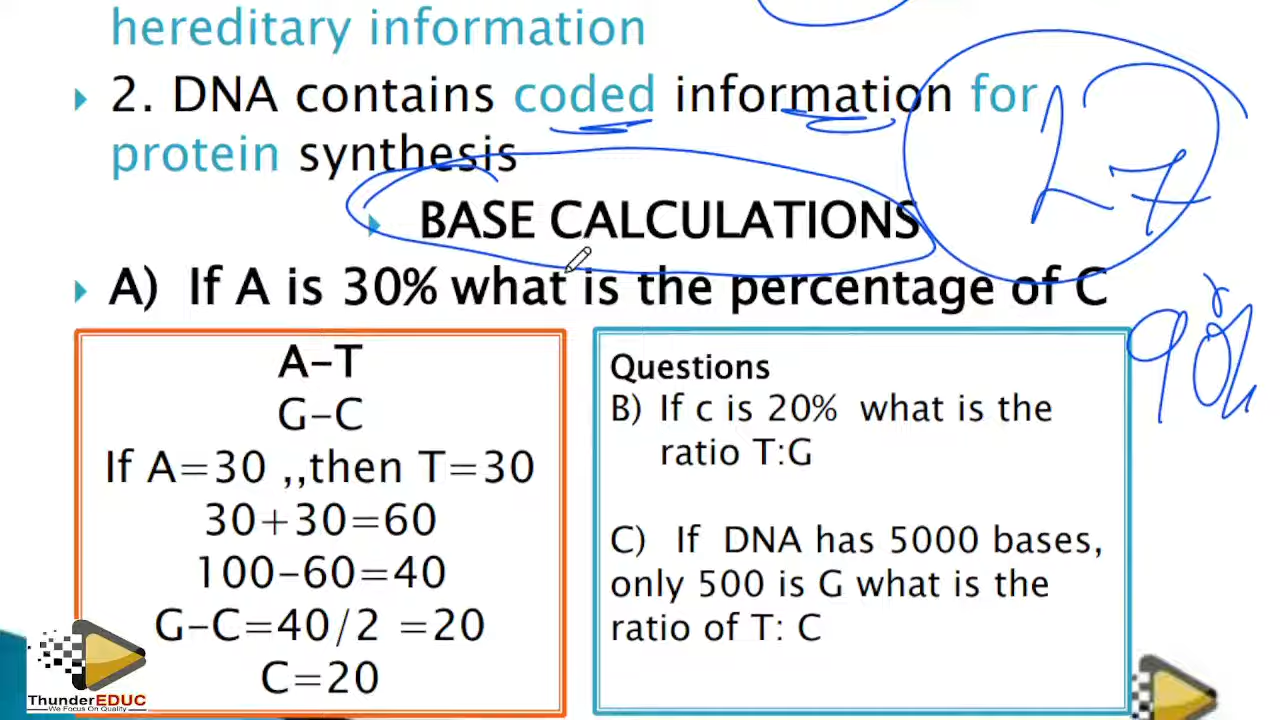 hereditary information
2. DNA contains coded information for
protein synthesis
BASE CALCULATIONS
A) If A is 30% what is the percentage of C
A-T
G-C
If A=30 ,,then T=30
30+30=60
100-60=40
G-C=40/2 =20
C=20
Questions
B) If c is 20% what is the
ratio T:G
C) If DNA has 5000 bases,
only 500 is G what is the
ratio of T: C
27
ThunderEDUC
We Focus On Quality